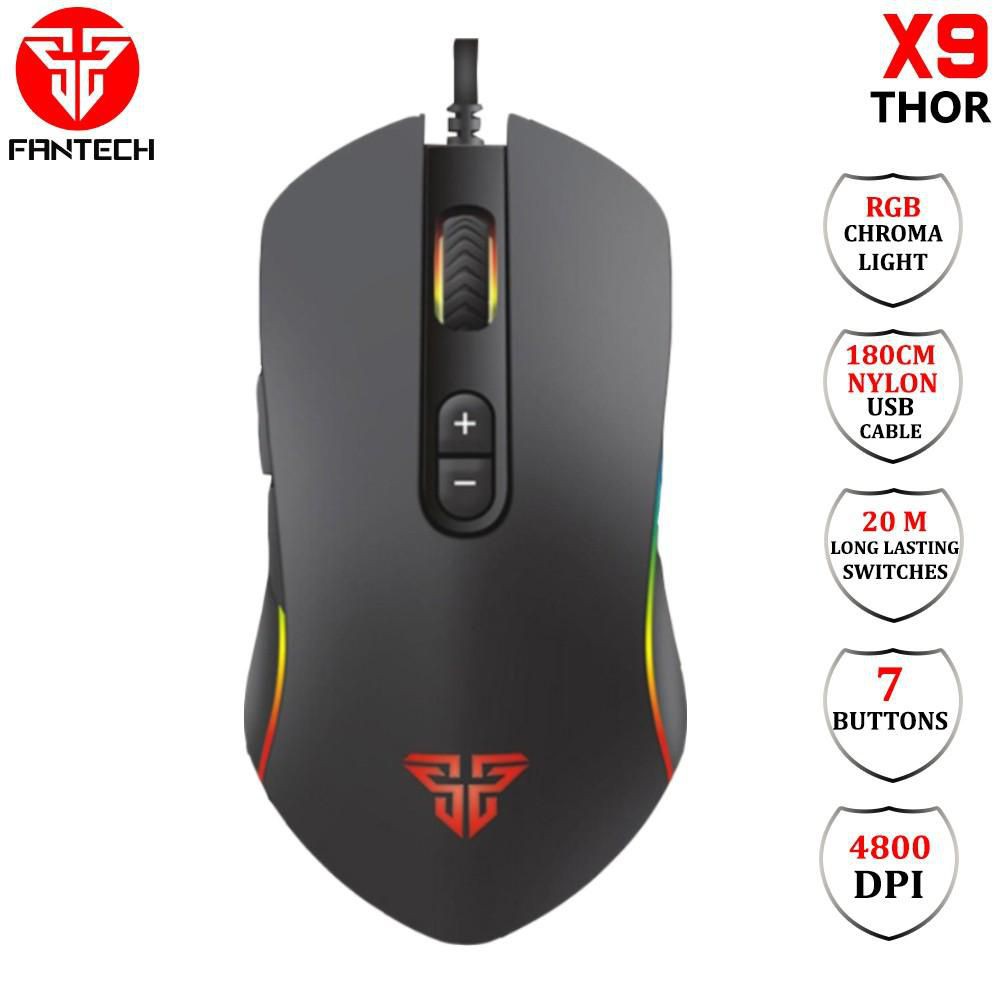 FANTECH
X9
THOR
RGB
CHROMA
LIGHT
180CM
NYLON
USB
CABLE
20 M
LONG LASTING
SWITCHES
7
BUTTONS
4800
DPI
+
−